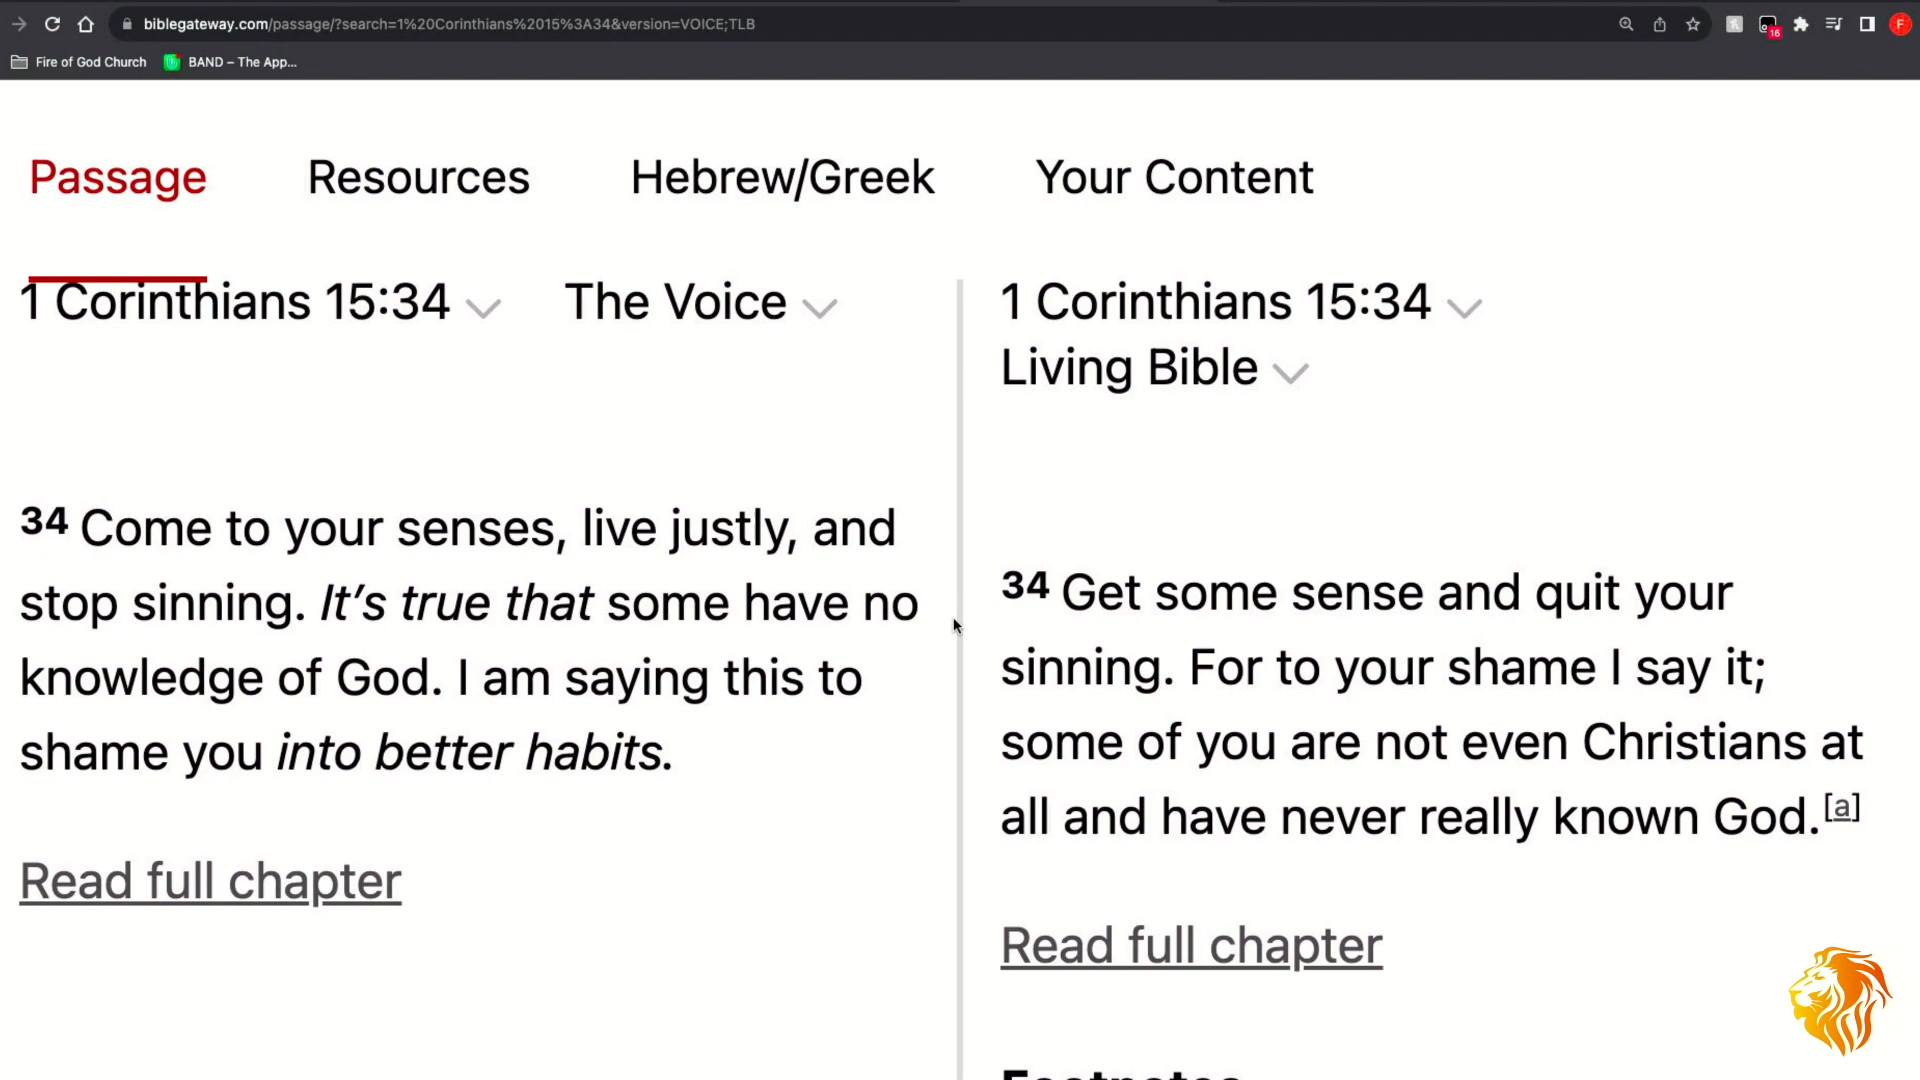 biblegateway.com/passage/?search=1%20Corinthians%2015%3A34&version=VOICE;TLB
16
F
Fire of God Church
BAND – The App...
Passage
Resources
Hebrew/Greek
Your Content
1 Corinthians 15:34
The Voice
34 Come to your senses, live justly, and
stop sinning. It’s true that some have no
knowledge of God. I am saying this to
shame you into better habits.
Read full chapter
1 Corinthians 15:34
Living Bible
34 Get some sense and quit your
sinning. For to your shame I say it;
some of you are not even Christians at
all and have never really known God.[a]
Read full chapter
Footnotes